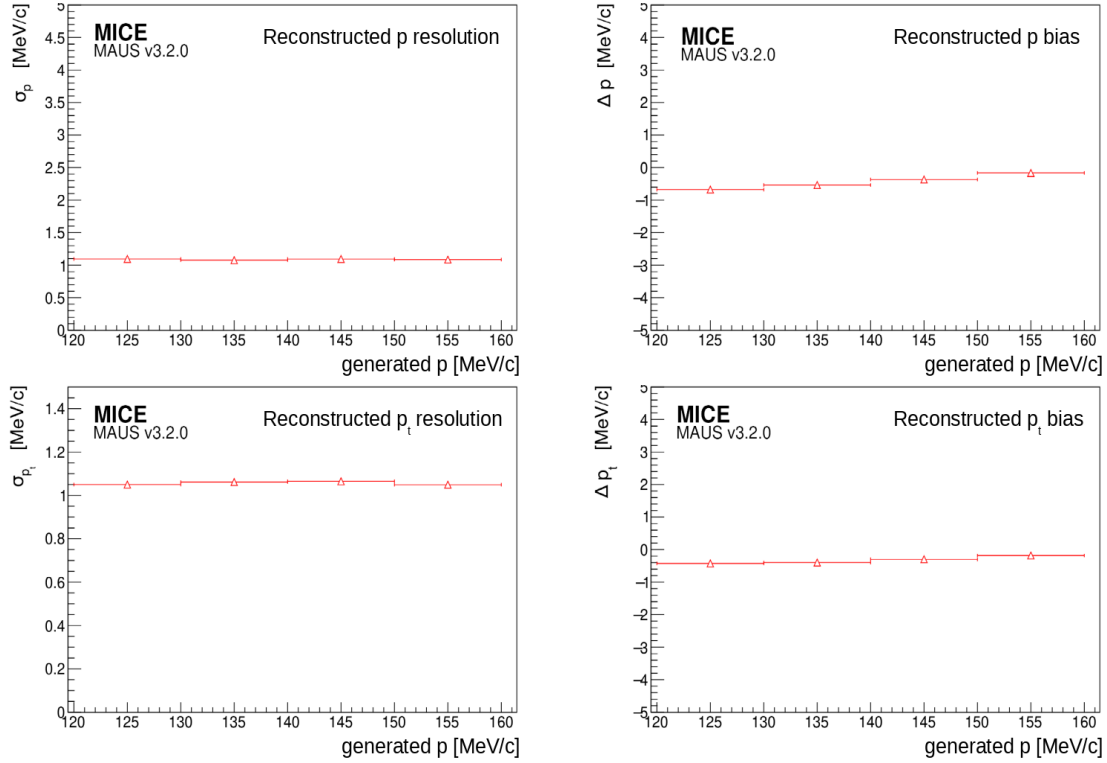 MICE
MAUS v3.2.0
Reconstructed p resolution
σp [MeV/c]
5
4.5
4
3.5
3
2.5
2
1.5
1
0.5
0
120 125 130 135 140 145 150 155 160
generated p [MeV/c]
MICE
MAUS v3.2.0
Reconstructed p bias
Δ p [MeV/c]
5
4
3
2
1
0
−1
−2
−3
−4
−5
120 125 130 135 140 145 150 155 160
generated p [MeV/c]
MICE
MAUS v3.2.0
Reconstructed pt resolution
σpt [MeV/c]
1.4
1.2
1
0.8
0.6
0.4
0.2
0
120 125 130 135 140 145 150 155 160
generated p [MeV/c]
MICE
MAUS v3.2.0
Reconstructed pt bias
Δ pt [MeV/c]
5
4
3
2
1
0
−1
−2
−3
−4
−5
120 125 130 135 140 145 150 155 160
generated p [MeV/c]